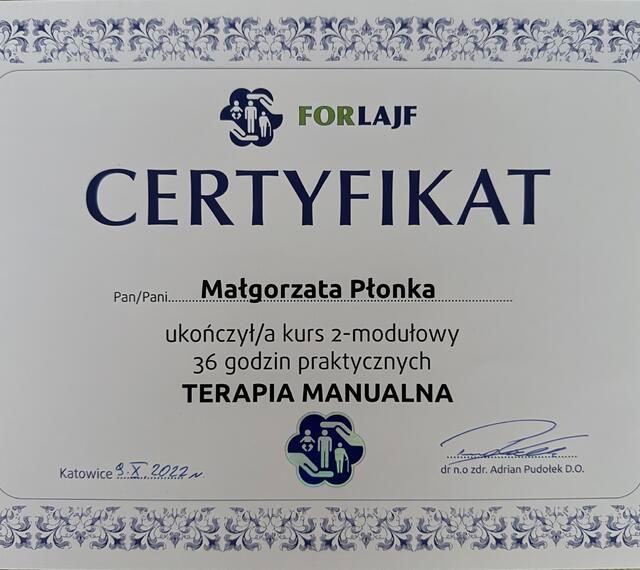 FORLAJF
CERTYFIKAT
Pan/Pani Małgorzata Płonka
ukończył/a kurs 2-modułowy
36 godzin praktycznych
TERAPIA MANUALNA
Katowice 9.X.2022 r.
dr n.o zdr. Adrian Pudołek D.O.